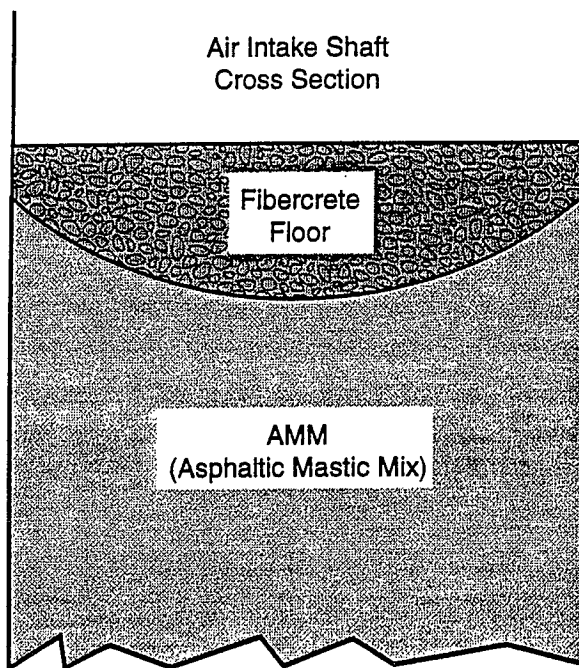 Air Intake Shaft
Cross Section
Fibercrete
Floor
AMM
(Asphaltic Mastic Mix)